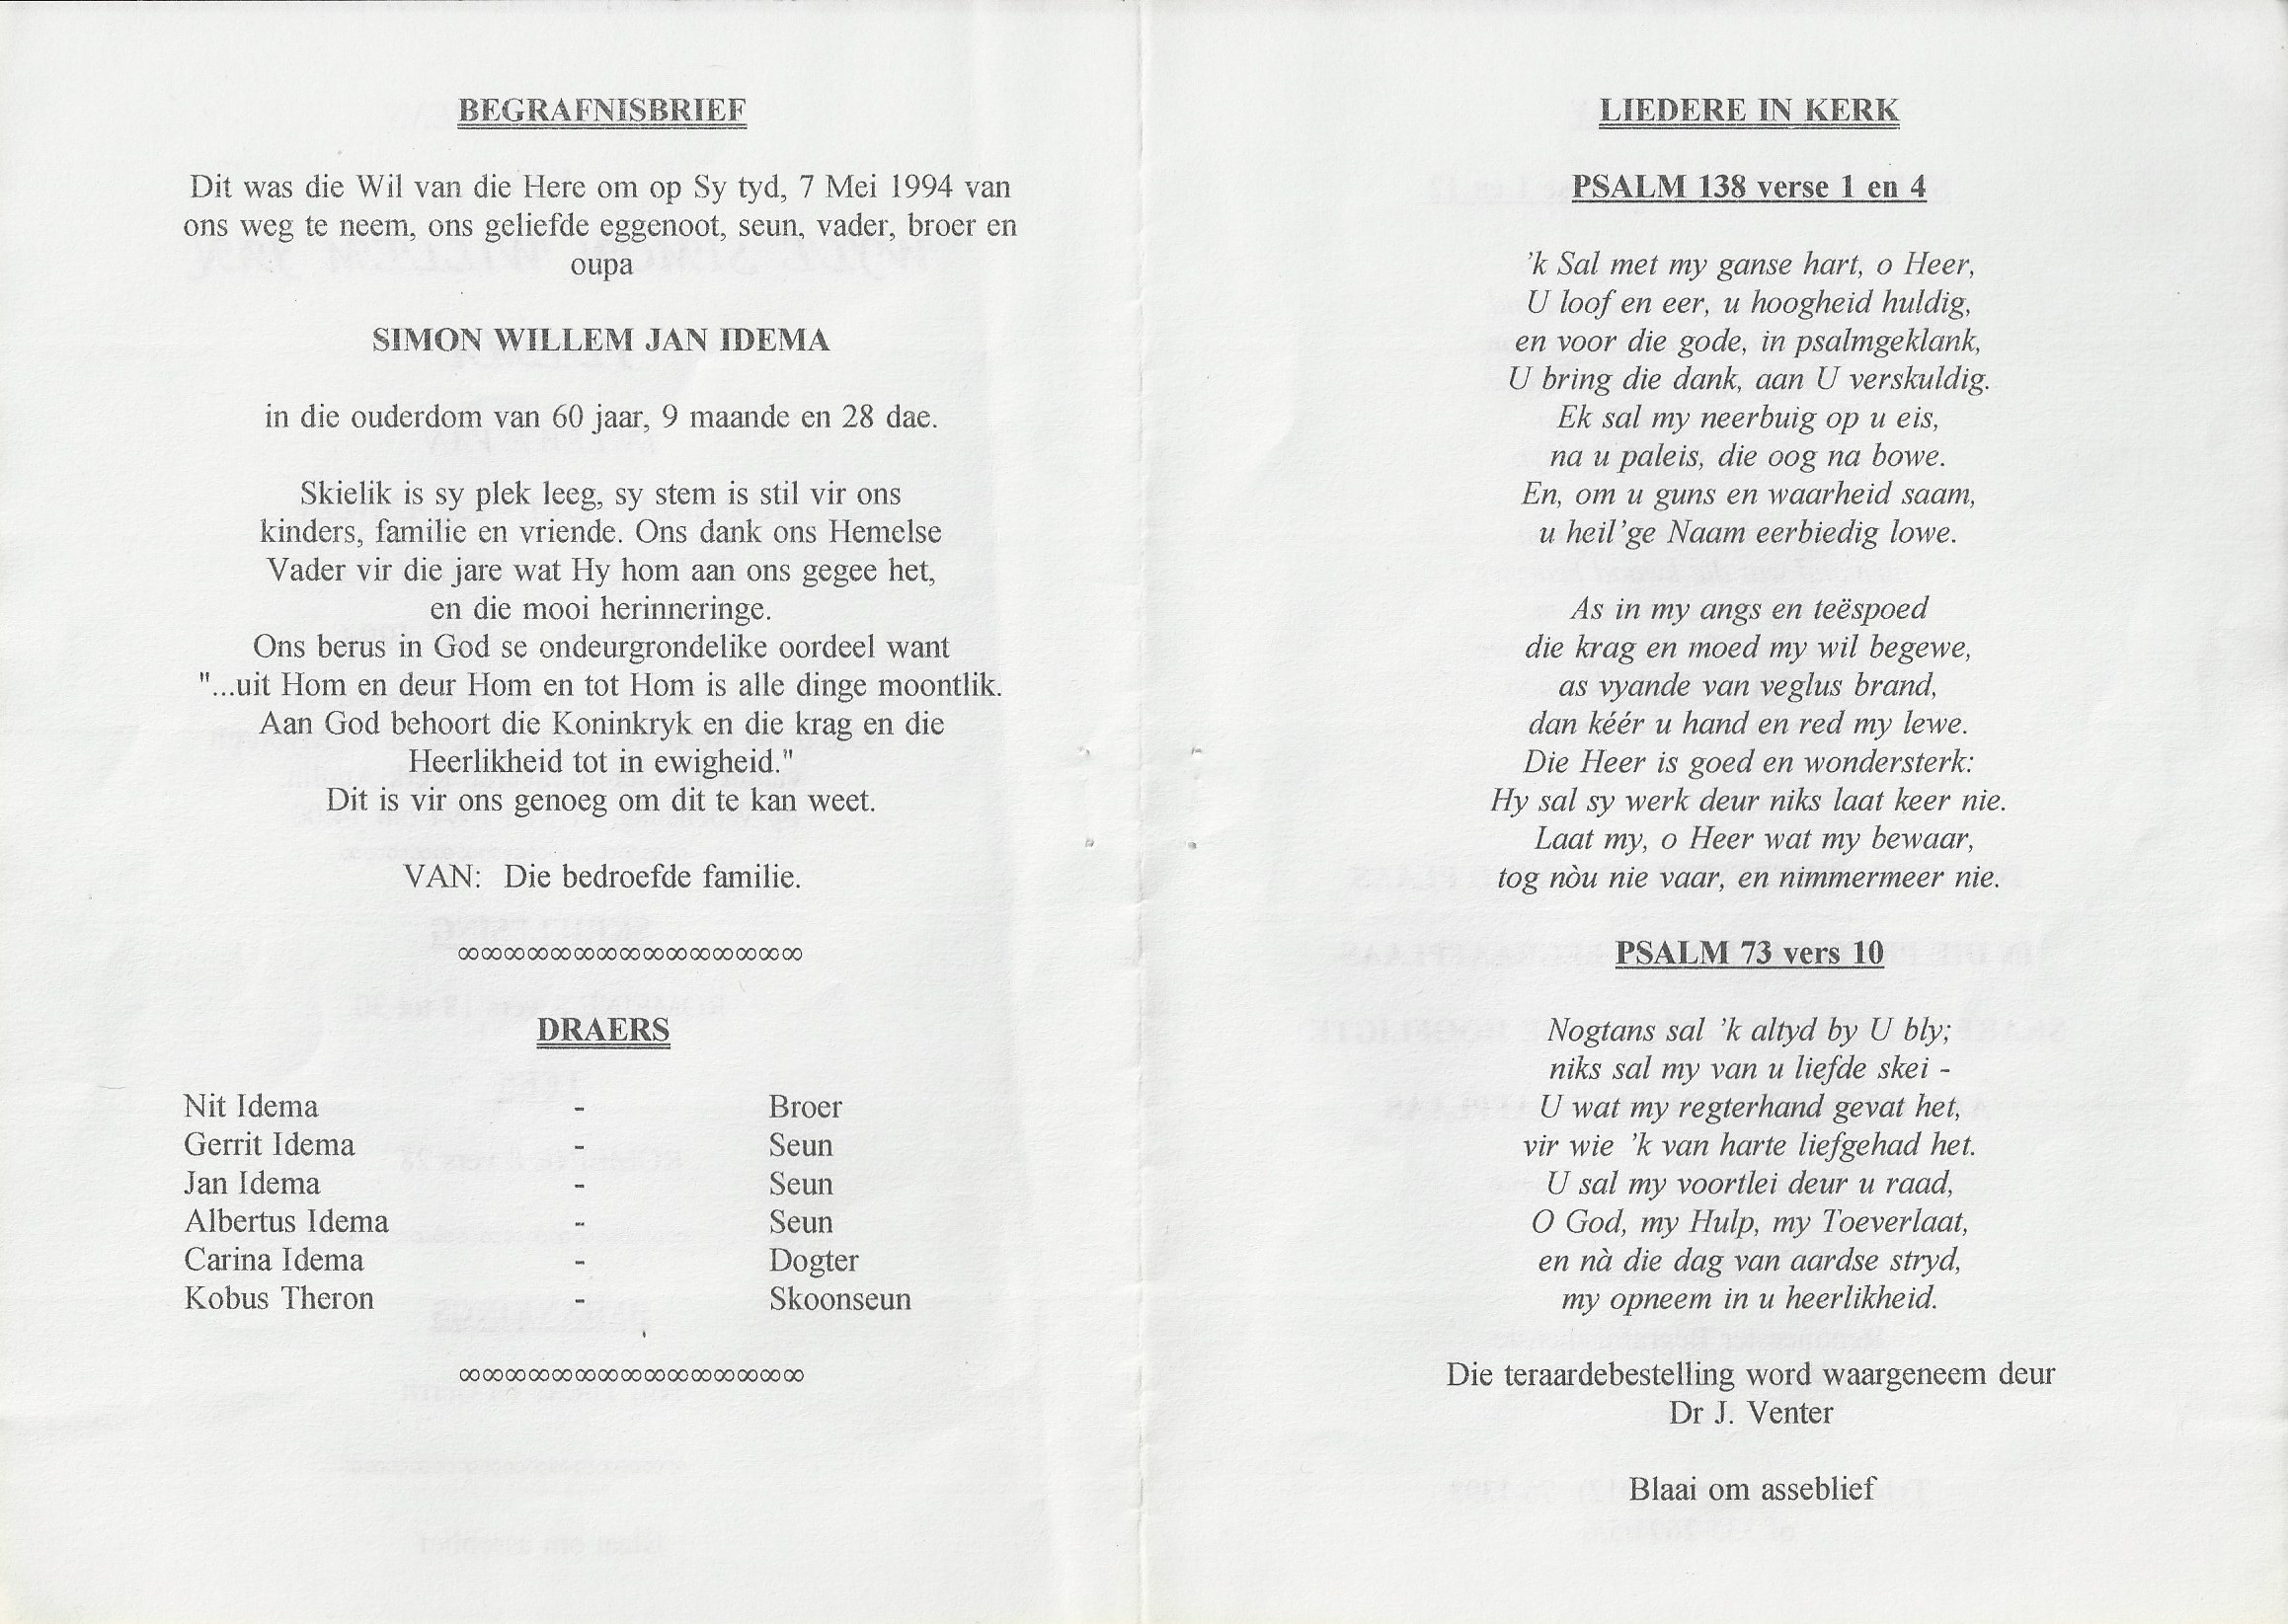 BEGRAFNISBRIEF
Dit was die Wil van die Here om op Sy tyd, 7 Mei 1994 van
ons weg te neem, ons geliefde eggenoot, seun, vader, broer en
oupa
SIMON WILLEM JAN IDEMA
in die ouderdom van 60 jaar, 9 maande en 28 dae.
Skielik is sy plek leeg, sy stem is stil vir ons
kinders, familie en vriende. Ons dank ons Hemelse
Vader vir die jare wat Hy hom aan ons gegee het,
en die mooi herinneringe.
Ons berus in God se ondeurgrondelike oordeel want
"...uit Hom en deur Hom en tot Hom is alle dinge moontlik.
Aan God behoort die Koninkryk en die krag en die
Heerlikheid tot in ewigheid."
Dit is vir ons genoeg om dit te kan weet.
VAN: Die bedroefde familie.
∞∞∞∞∞∞∞∞∞∞∞∞∞∞∞
DRAERS
Nit Idema - Broer
Gerrit Idema - Seun
Jan Idema - Seun
Albertus Idema - Seun
Carina Idema - Dogter
Kobus Theron - Skoonseun
∞∞∞∞∞∞∞∞∞∞∞∞∞∞∞
LIEDERE IN KERK
PSALM 138 verse 1 en 4
'k Sal met my ganse hart, o Heer,
U loof en eer, u hoogheid huldig,
en voor die gode, in psalmgeklank,
U bring die dank, aan U verskuldig.
Ek sal my neerbuig op u eis,
na u paleis, die oog na bowe.
En, om u guns en waarheid saam,
u heil'ge Naam eerbiedig lowe.
As in my angs en teëspoed
die krag en moed my wil begewe,
as vyande van veglus brand,
dan kéér u hand en red my lewe.
Die Heer is goed en wondersterk:
Hy sal sy werk deur niks laat keer nie.
Laat my, o Heer wat my bewaar,
tog nòu nie vaar, en nimmermeer nie.
PSALM 73 vers 10
Nogtans sal 'k altyd by U bly;
niks sal my van u liefde skei -
U wat my regterhand gevat het,
vir wie 'k van harte liefgehad het.
U sal my voortlei deur u raad,
O God, my Hulp, my Toeverlaat,
en nà die dag van aardse stryd,
my opneem in u heerlikheid.
Die teraardebestelling word waargeneem deur
Dr J. Venter
Blaai om asseblief